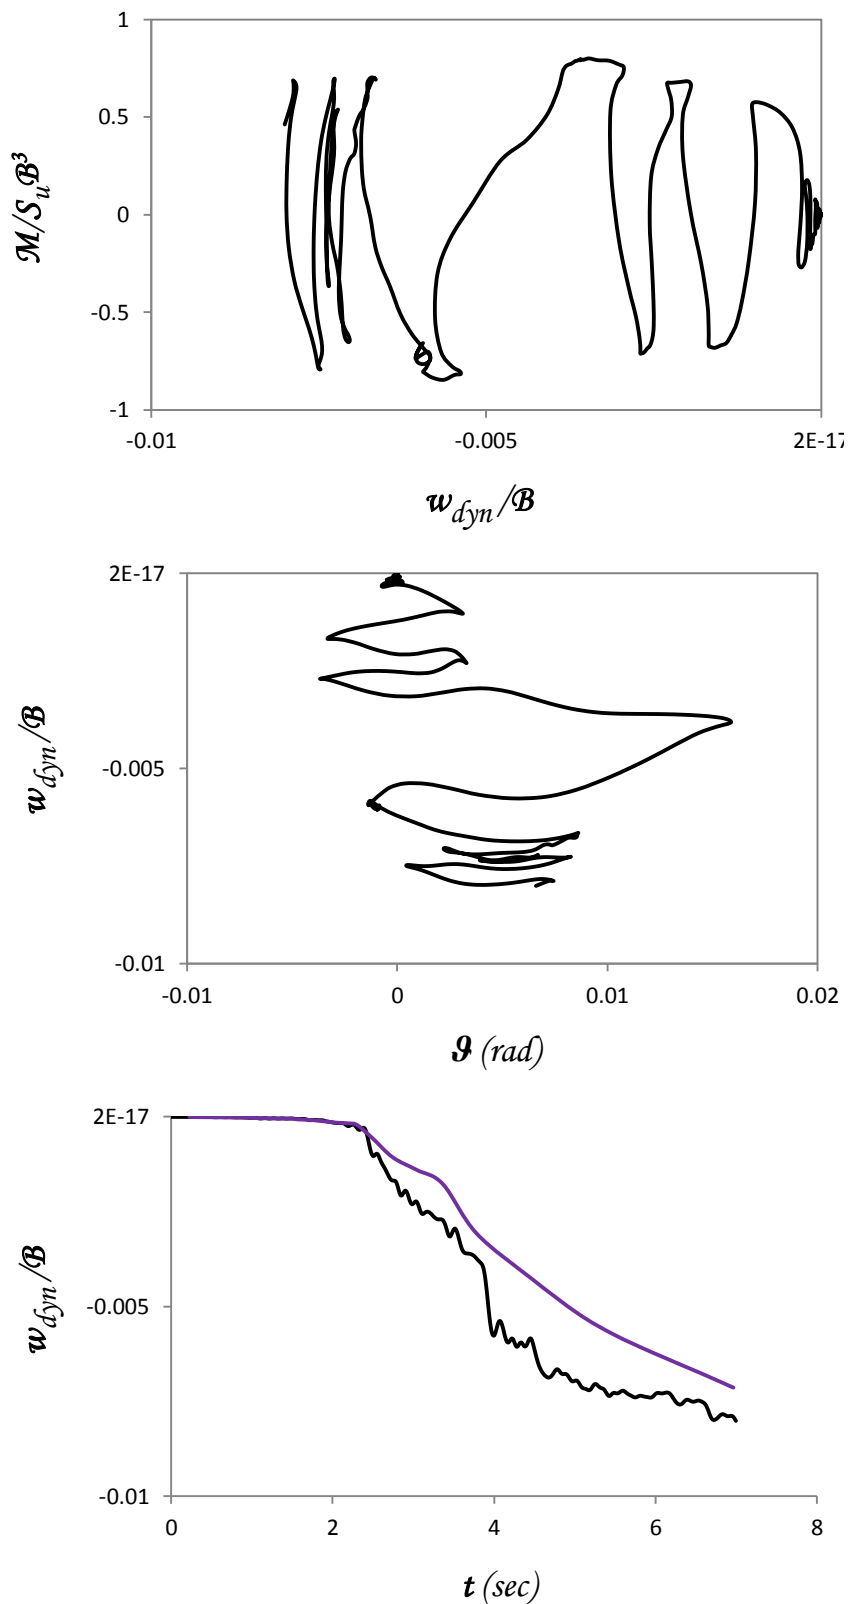 1
0.5
0
-0.5
-1
M/SuB³
-0.01 -0.005 2E-17
wdyn/B
2E-17
-0.005
-0.01
wdyn/B
-0.01 0 0.01 0.02
ϑ (rad)
2E-17
-0.005
-0.01
wdyn/B
0 2 4 6 8
t (sec)